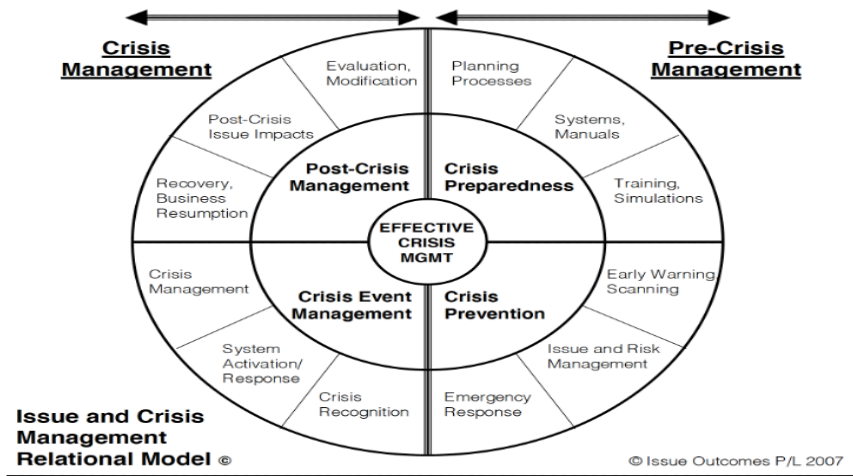 Crisis
Management
Pre-Crisis
Management
Evaluation,
Modification
Planning
Processes
Post-Crisis
Issue Impacts
Systems,
Manuals
Post-Crisis
Management
Crisis
Preparedness
Recovery,
Business
Resumption
Training,
Simulations
EFFECTIVE
CRISIS
MGMT
Crisis
Management
Early Warning,
Scanning
Crisis Event
Management
Crisis
Prevention
System
Activation/
Response
Issue and Risk
Management
Crisis
Recognition
Emergency
Response
Issue and Crisis
Management
Relational Model ©
© Issue Outcomes P/L 2007